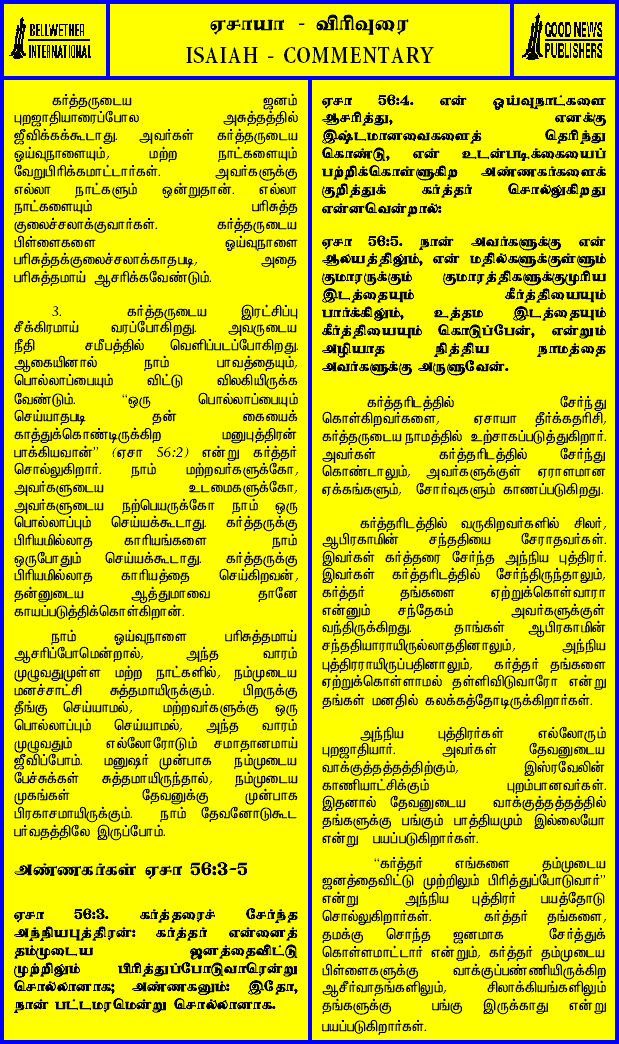 BELLWETHER
INTERNATIONAL
ஏசாயா - விரிவுரை
ISAIAH - COMMENTARY
GOOD NEWS
PUBLISHERS
கர்த்தருடைய ஜனம்
புறஜாதியாரைப்போல அசுத்தத்தில்
ஜீவிக்கக்கூடாது. அவர்கள் கர்த்தருடைய
ஓய்வுநாளையும், மற்ற நாட்களையும்
வேறுபிரிக்கமாட்டார்கள். அவர்களுக்கு
எல்லா நாட்களும் ஒன்றுதான். எல்லா
நாட்களையும் பரிசுத்த
குலைச்சலாக்குவார்கள். கர்த்தருடைய
பிள்ளைகளை ஓய்வுநாளை
பரிசுத்தக்குலைச்சலாக்காதபடி, அதை
பரிசுத்தமாய் ஆசரிக்கவேண்டும்.
3. கர்த்தருடைய இரட்சிப்பு
சீக்கிரமாய் வரப்போகிறது. அவருடைய
நீதி சமீபத்தில் வெளிப்படப்போகிறது.
ஆகையினால் நாம் பாவத்தையும்,
பொல்லாப்பையும் விட்டு விலகியிருக்க
வேண்டும். “ஒரு பொல்லாப்பையும்
செய்யாதபடி தன் கையைக்
காத்துக்கொண்டிருக்கிற மனுபுத்திரன்
பாக்கியவான்” (ஏசா 56:2) என்று கர்த்தர்
சொல்லுகிறார். நாம் மற்றவர்களுக்கோ,
அவர்களுடைய உடமைகளுக்கோ,
அவர்களுடைய நற்பெயருக்கோ நாம் ஒரு
பொல்லாப்பும் செய்யக்கூடாது. கர்த்தருக்கு
பிரியமில்லாத காரியங்களை நாம்
ஒருபோதும் செய்யக்கூடாது. கர்த்தருக்கு
பிரியமில்லாத காரியத்தை செய்கிறவன்,
தன்னுடைய ஆத்துமாவை தானே
காயப்படுத்திக்கொள்கிறான்.
நாம் ஓய்வுநாளை பரிசுத்தமாய்
ஆசரிப்போமென்றால், அந்த வாரம்
முழுவதுமுள்ள மற்ற நாட்களில், நம்முடைய
மனச்சாட்சி சுத்தமாயிருக்கும். பிறருக்கு
தீங்கு செய்யாமல், மற்றவர்களுக்கு ஒரு
பொல்லாப்பும் செய்யாமல், அந்த வாரம்
முழுவதும் எல்லோரோடும் சமாதானமாய்
ஜீவிப்போம். மனுஷர் முன்பாக நம்முடைய
பேச்சுக்கள் சுத்தமாயிருந்தால், நம்முடைய
முகங்கள் தேவனுக்கு முன்பாக
பிரகாசமாயிருக்கும். நாம் தேவனோடுகூட
பர்வதத்திலே இருப்போம்.
அண்ணகர்கள் ஏசா 56:3-5
ஏசா 56:3. கர்த்தரைச் சேர்ந்த
அந்நியபுத்திரன்: கர்த்தர் என்னைத்
தம்முடைய ஜனத்தைவிட்டு
முற்றிலும் பிரித்துப்போடுவாரென்று
சொல்லானாக; அண்ணகனும்: இதோ,
நான் பட்டமரமென்று சொல்லானாக.
ஏசா 56:4. என் ஓய்வுநாட்களை
ஆசரித்து, எனக்கு
இஷ்டமானவைகளைத் தெரிந்து
கொண்டு, என் உடன்படிக்கையைப்
பற்றிக்கொள்ளுகிற அண்ணகர்களைக்
குறித்துக் கர்த்தர் சொல்லுகிறது
என்னவென்றால்:
ஏசா 56:5. நான் அவர்களுக்கு என்
ஆலயத்திலும், என் மதில்களுக்குள்ளும்
குமாரருக்கும் குமாரத்திகளுக்குமுரிய
இடத்தையும் கீர்த்தியையும்
பார்க்கிலும், உத்தம இடத்தையும்
கீர்த்தியையும் கொடுப்பேன், என்றும்
அழியாத நித்திய நாமத்தை
அவர்களுக்கு அருளுவேன்.
கர்த்தரிடத்தில் சேர்ந்து
கொள்கிறவர்களை, ஏசாயா தீர்க்கதரிசி,
கர்த்தருடைய நாமத்தில் உற்சாகப்படுத்துகிறார்.
அவர்கள் கர்த்தரிடத்தில் சேர்ந்து
கொண்டாலும், அவர்களுக்குள் ஏராளமான
ஏக்கங்களும், சோர்வுகளும் காணப்படுகிறது.
கர்த்தரிடத்தில் வருகிறவர்களில் சிலர்,
ஆபிரகாமின் சந்ததியை சேராதவர்கள்.
இவர்கள் கர்த்தரை சேர்ந்த அந்நிய புத்திரர்.
இவர்கள் கர்த்தரிடத்தில் சேர்ந்திருந்தாலும்,
கர்த்தர் தங்களை ஏற்றுக்கொள்வாரா
என்னும் சந்தேகம் அவர்களுக்குள்
வந்திருக்கிறது. தாங்கள் ஆபிரகாமின்
சந்ததியாராயிருல்லாததினாலும், அந்நிய
புத்திரராயிருப்பதினாலும், கர்த்தர் தங்களை
ஏற்றுக்கொள்ளாமல் தள்ளிவிடுவாரோ என்று
தங்கள் மனதில் கலக்கத்தோடிருக்கிறார்கள்.
அந்நிய புத்திரர்கள் எல்லோரும்
புறஜாதியார். அவர்கள் தேவனுடைய
வாக்குத்தத்தத்திற்கும், இஸ்ரவேலின்
காணியாட்சிக்கும் புறம்பானவர்கள்.
இதனால் தேவனுடைய வாக்குத்தத்தத்தில்
தங்களுக்கு பங்கும் பாத்தியமும் இல்லையோ
என்று பயப்படுகிறார்கள்.
“கர்த்தர் எங்களை தம்முடைய
ஜனத்தைவிட்டு முற்றிலும் பிரித்துப்போடுவார்”
என்று அந்நிய புத்திரர் பயத்தோடு
சொல்லுகிறார்கள். கர்த்தர் தங்களை,
தமக்கு சொந்த ஜனமாக சேர்த்துக்
கொள்ளமாட்டார் என்றும், கர்த்தர் தம்முடைய
பிள்ளைகளுக்கு வாக்குப்பண்ணியிருக்கிற
ஆசீர்வாதங்களிலும், சிலாக்கியங்களிலும்
தங்களுக்கு பங்கு இருக்காது என்று
பயப்படுகிறார்கள்.